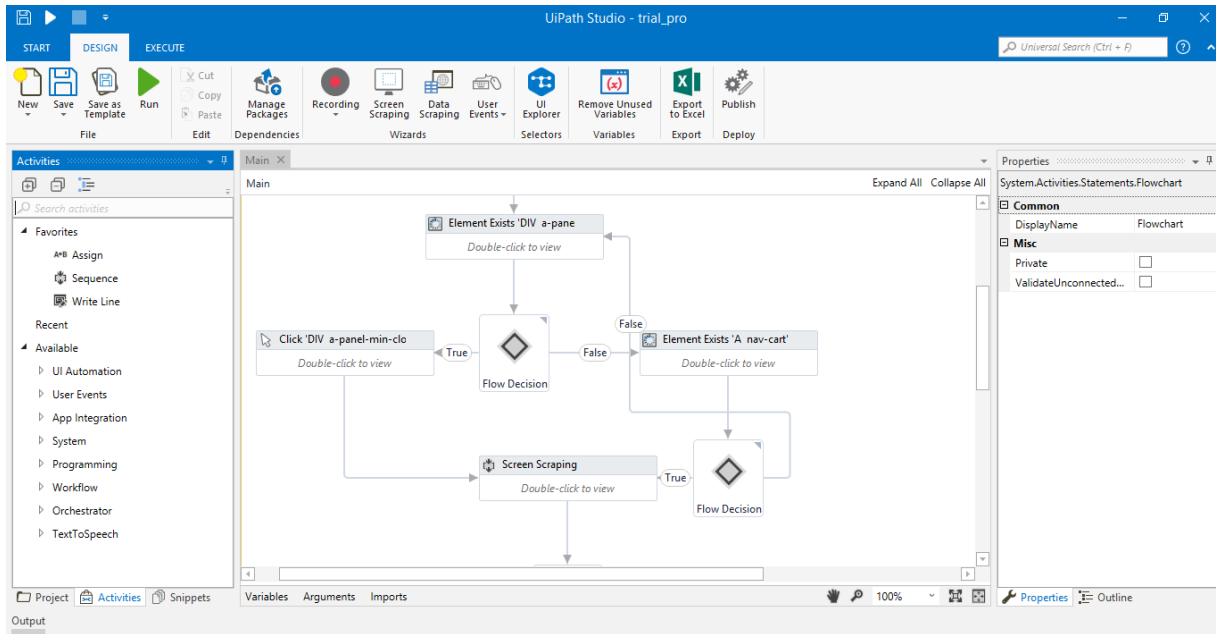 UiPath Studio - trial_pro
START DESIGN EXECUTE
Universal Search (Ctrl + F)
New Save Save as Template Run
Cut
Copy
Paste
Manage Packages
Recording
Screen Scraping
Data Scraping
User Events
UI Explorer
Remove Unused Variables
Export to Excel
Publish
File Edit Dependencies Wizards Selectors Variables Export Deploy
Activities
Search activities
Favorites
A*B Assign
Sequence
Write Line
Recent
Available
UI Automation
User Events
App Integration
System
Programming
Workflow
Orchestrator
TextToSpeech
Project Activities Snippets
Main
Main Expand All Collapse All
Element Exists 'DIV a-pane
Double-click to view
False
Click 'DIV a-panel-min-clo
Double-click to view
True
Flow Decision
False
Element Exists 'A nav-cart'
Double-click to view
Screen Scraping
Double-click to view
True
Flow Decision
Variables Arguments Imports 100%
Properties
System.Activities.Statements.Flowchart
Common
DisplayName Flowchart
Misc
Private
ValidateUnconnected...
Properties Outline
Output